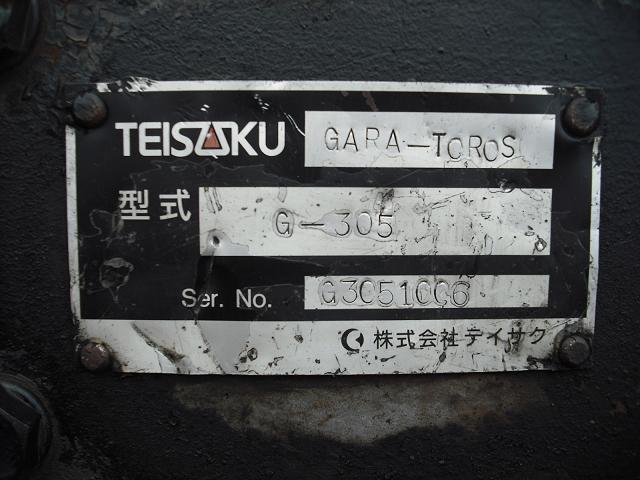 TEISAKU GARA-TOROS
型式 G-305
Ser. No. G3051006
株式会社テイサク